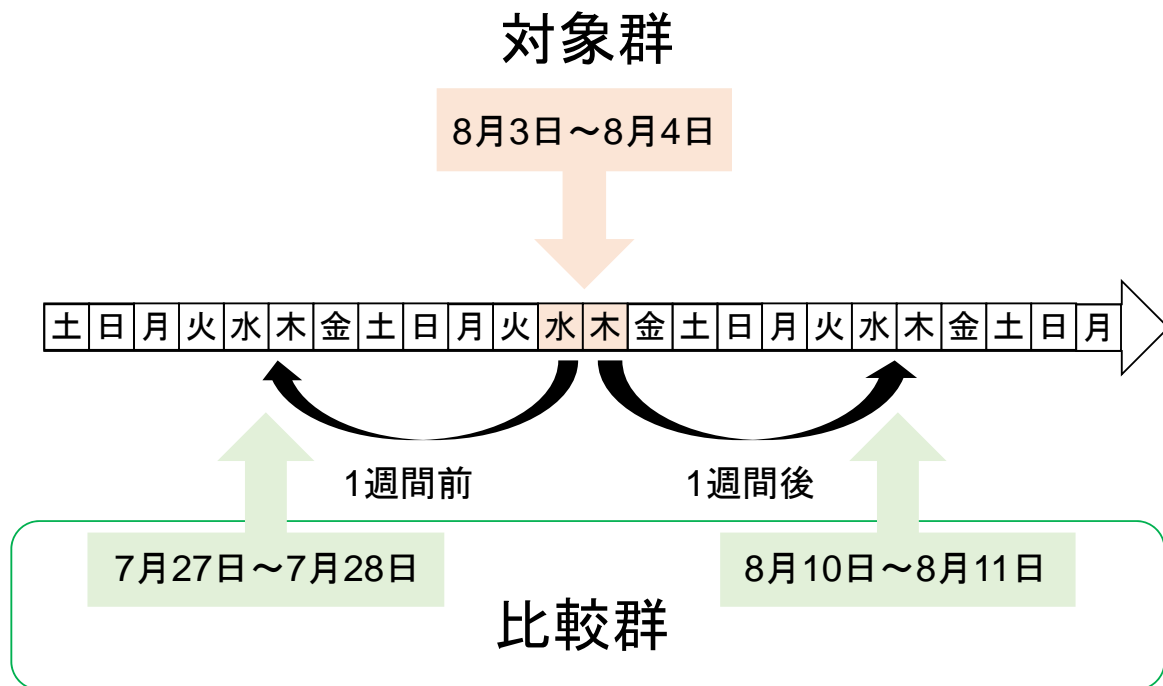 対象群
8月3日～8月4日
土 日 月 火 水 木 金 土 日 月 火 水 木 金 土 日 月 火 水 木 金 土 日 月
1週間前
1週間後
7月27日～7月28日
8月10日～8月11日
比較群